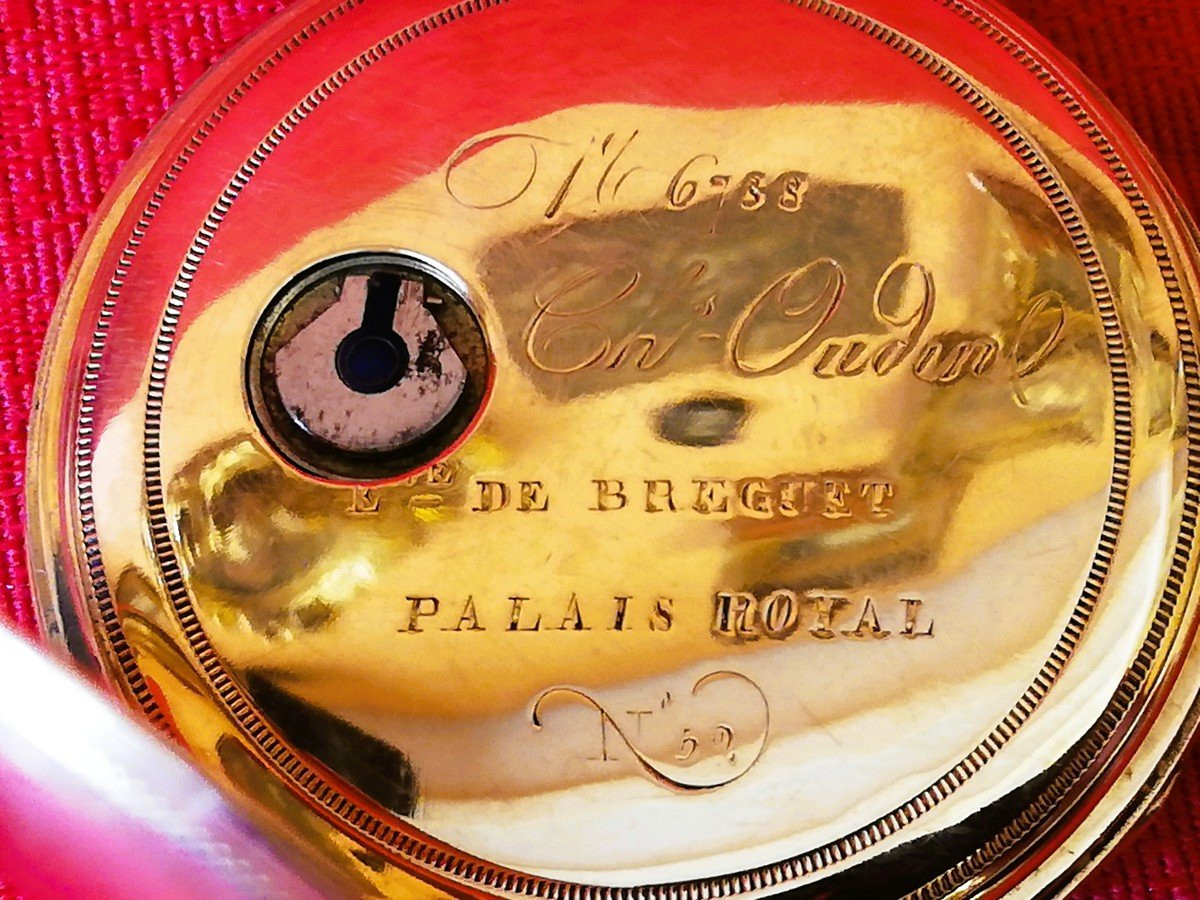 No 6788
Chs. Oudin
Eve DE BREGUET
PALAIS ROYAL
No 52